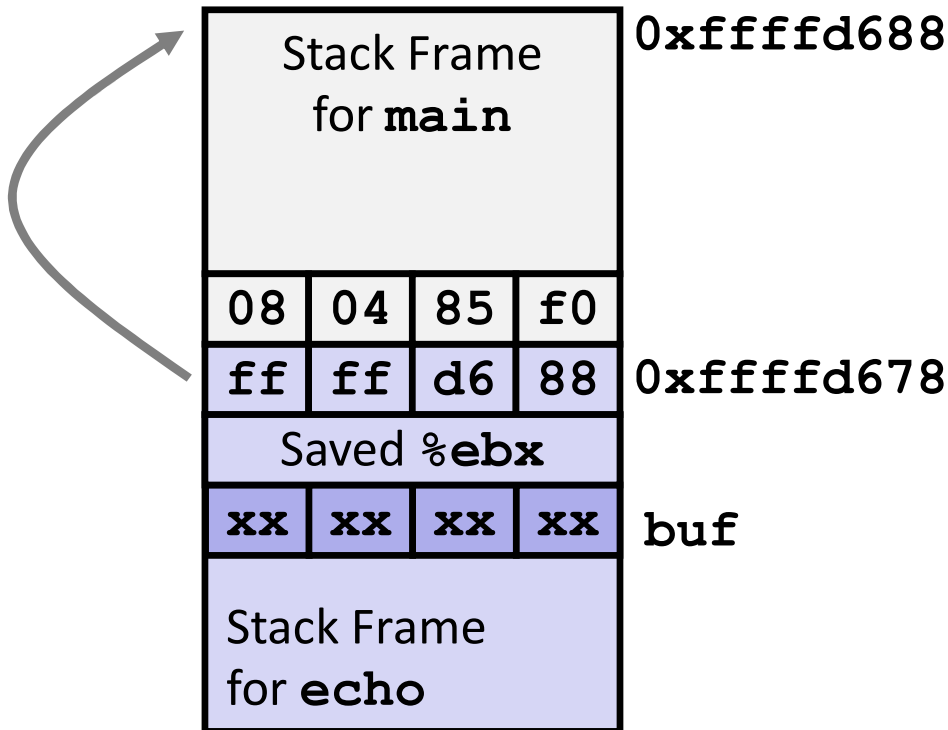 Stack Frame
for main
0xffffd688
08 04 85 f0
ff ff d6 88
0xffffd678
Saved %ebx
xx xx xx xx
buf
Stack Frame
for echo